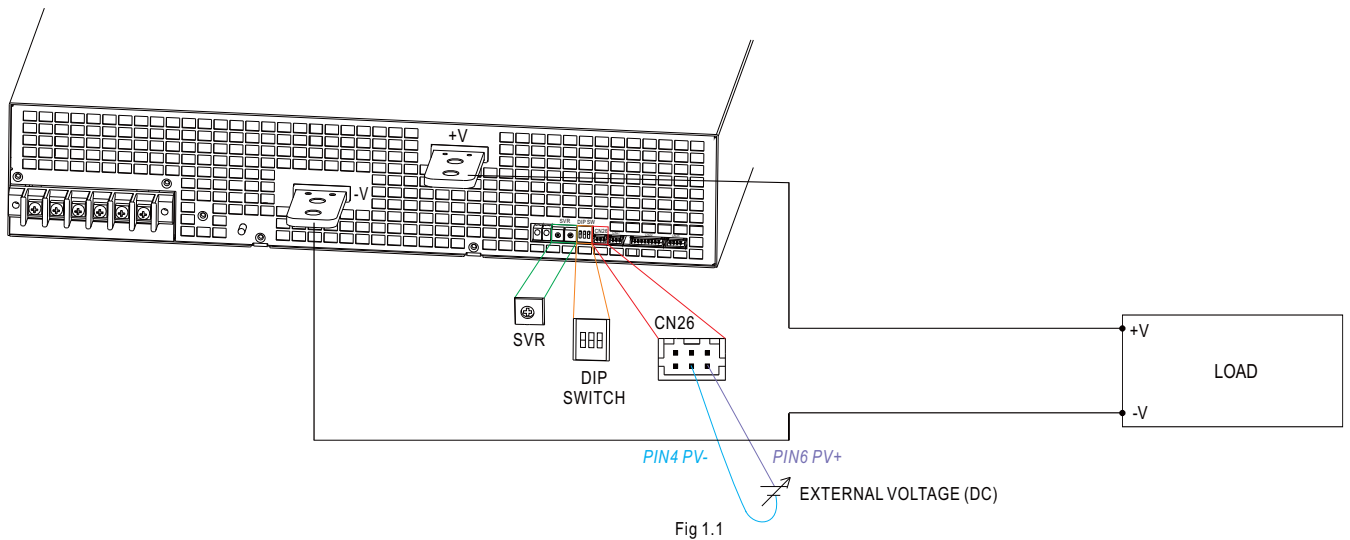 +V
-V
SVR
DIP SW
CN26
SVR
DIP
SWITCH
CN26
+V
LOAD
-V
PIN4 PV-
PIN6 PV+
EXTERNAL VOLTAGE (DC)
Fig 1.1